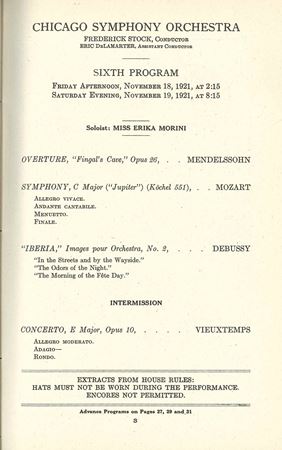 CHICAGO SYMPHONY ORCHESTRA
FREDERICK STOCK, CONDUCTOR
ERIC DELAMARTER, ASSISTANT CONDUCTOR
SIXTH PROGRAM
FRIDAY AFTERNOON, NOVEMBER 18, 1921, AT 2:15
SATURDAY EVENING, NOVEMBER 19, 1921, AT 8:15
Soloist: MISS ERIKA MORINI
OVERTURE, "Fingal's Cave," Opus 26, . . MENDELSSOHN
SYMPHONY, C Major ("Jupiter") (Köchel 551), . . MOZART
ALLEGRO VIVACE.
ANDANTE CANTABILE.
MENUETTO.
FINALE.
"IBERIA," Images pour Orchestra, No. 2, . . . . DEBUSSY
"In the Streets and by the Wayside."
"The Odors of the Night."
"The Morning of the Fête Day."
INTERMISSION
CONCERTO, E Major, Opus 10, . . . . . VIEUXTEMPS
ALLEGRO MODERATO.
ADAGIO—
RONDO.
EXTRACTS FROM HOUSE RULES:
HATS MUST NOT BE WORN DURING THE PERFORMANCE.
ENCORES NOT PERMITTED.
Advance Programs on Pages 27, 29 and 31
3